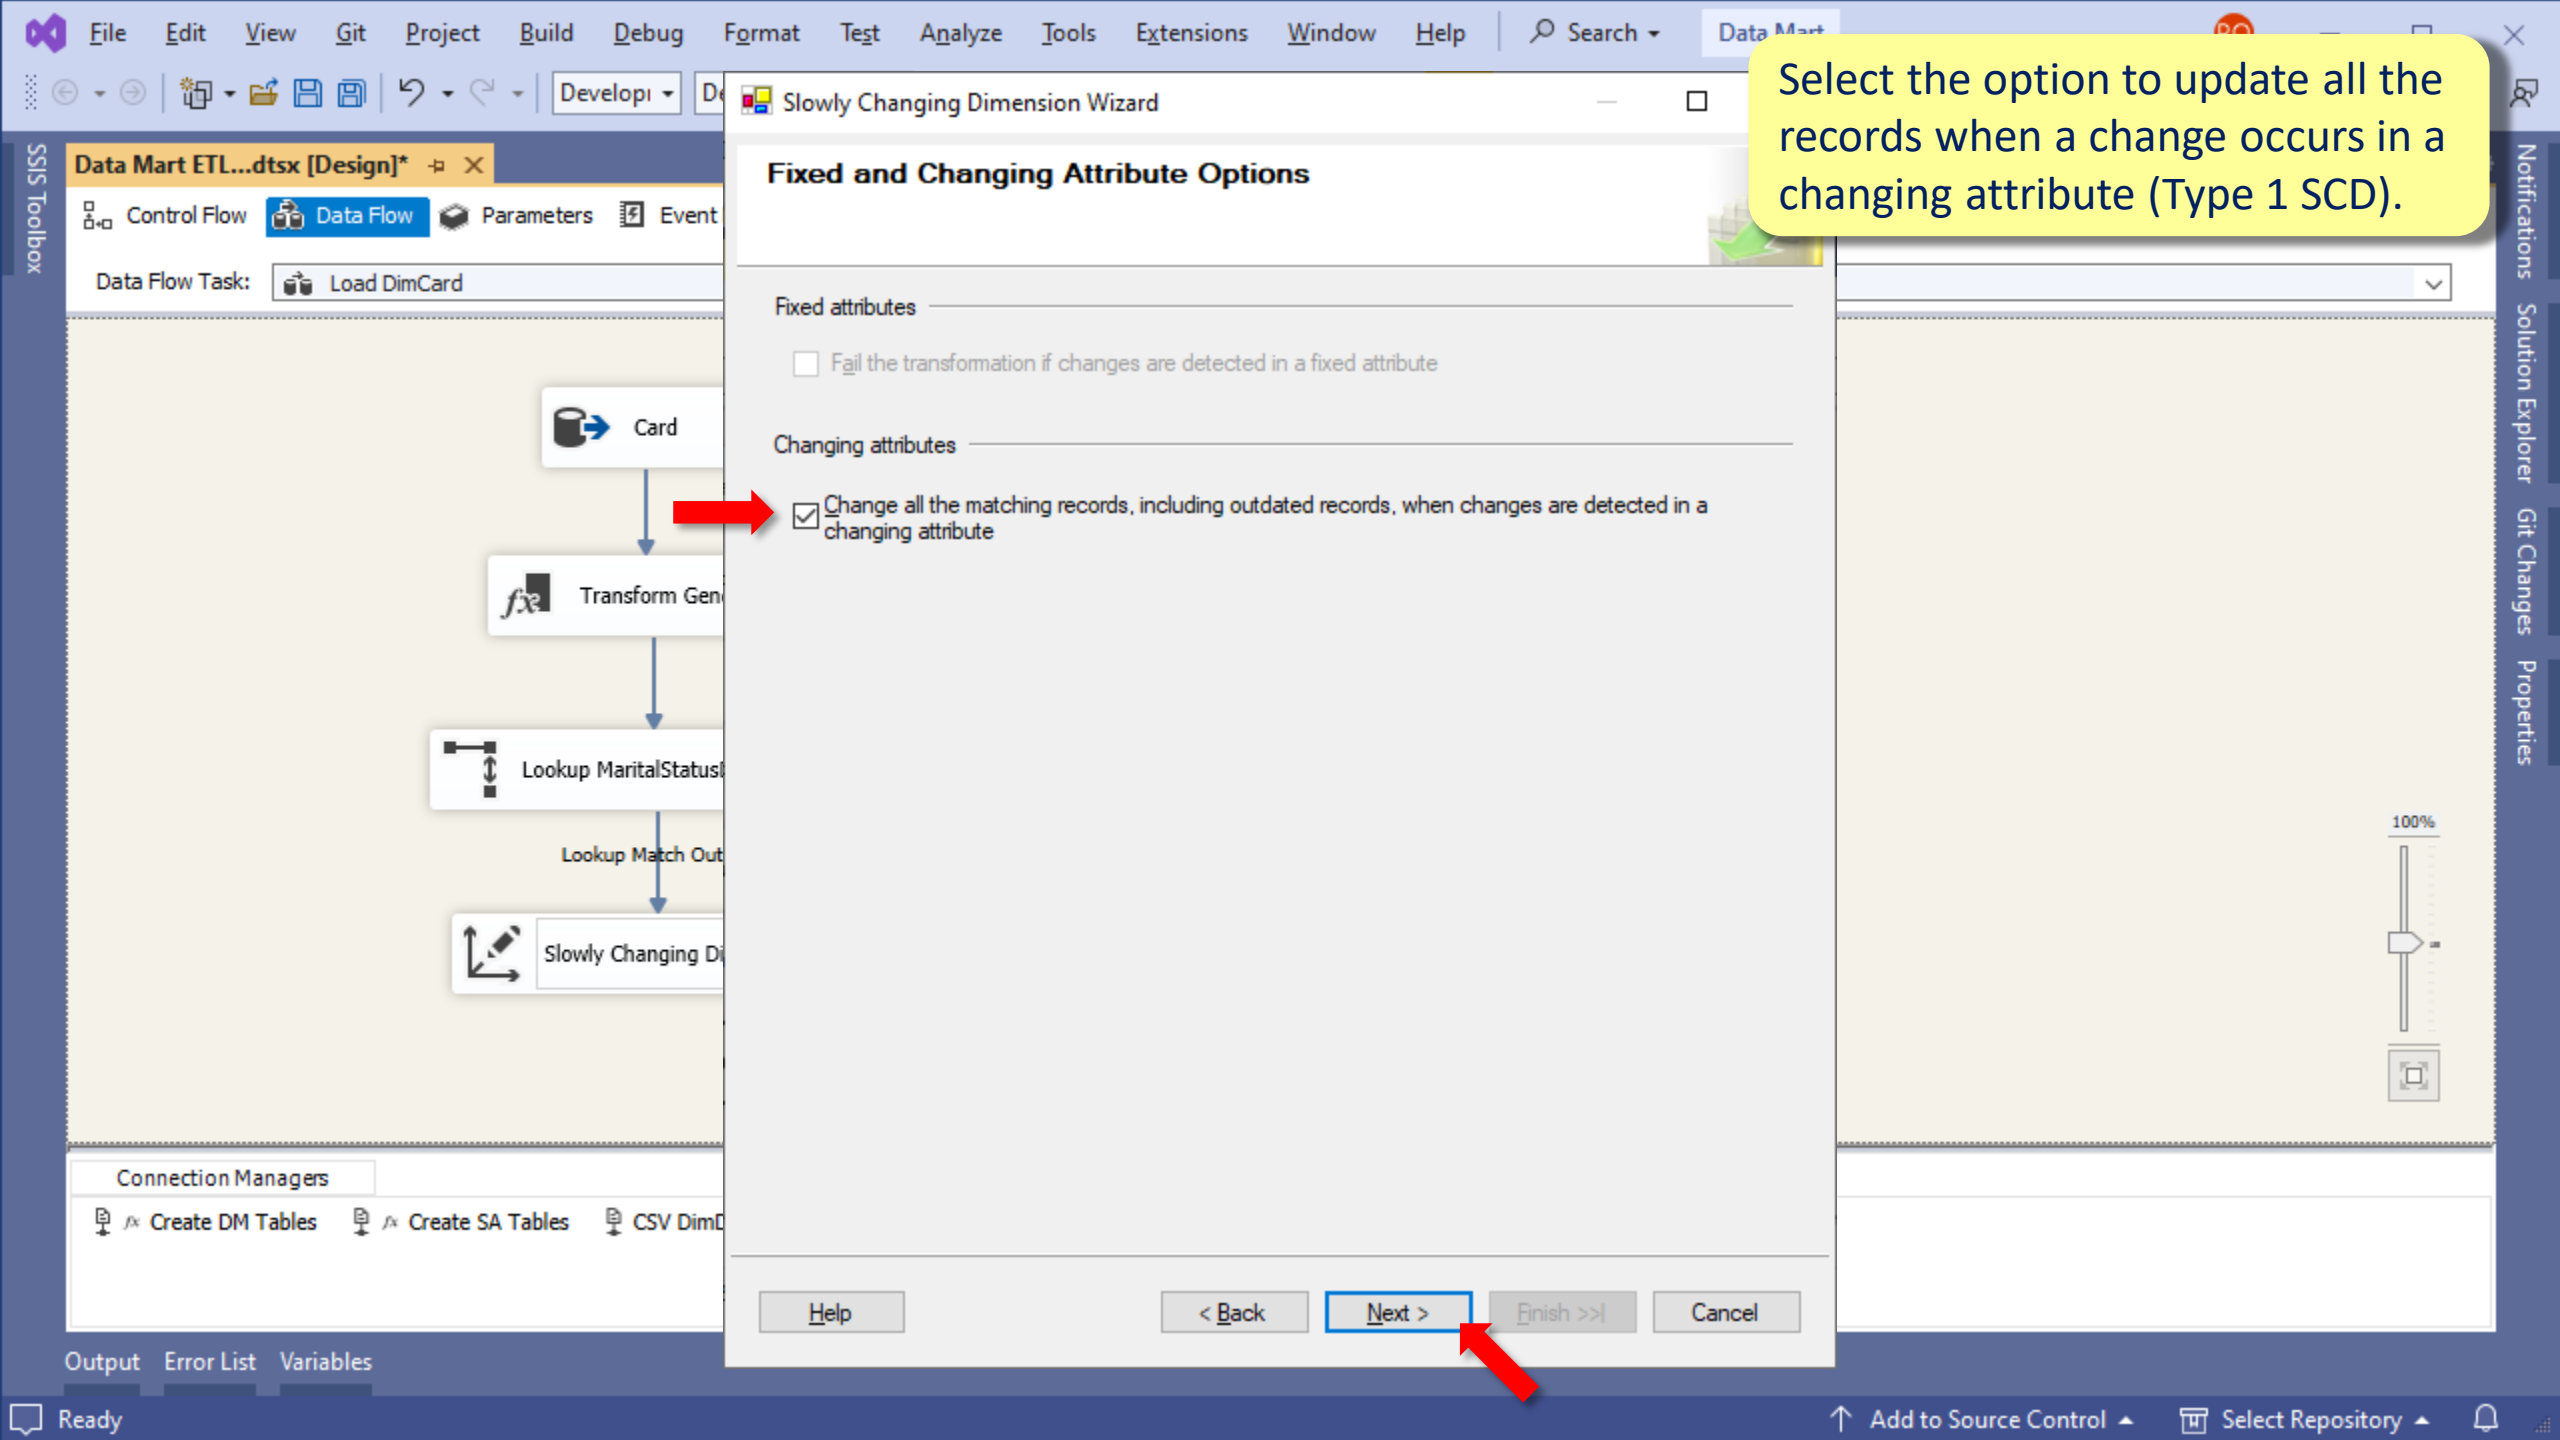 File Edit View Git Project Build Debug Format Test Analyze Tools Extensions Window Help Search Data Mart
Select the option to update all the
records when a change occurs in a
changing attribute (Type 1 SCD).
Slowly Changing Dimension Wizard
Data Mart ETL...dtsx [Design]*
Control Flow Data Flow Parameters Event
Data Flow Task: Load DimCard
Fixed and Changing Attribute Options
Fixed attributes
Fail the transformation if changes are detected in a fixed attribute
Changing attributes
Change all the matching records, including outdated records, when changes are detected in a
changing attribute
Card
Transform
Lookup
Lookup Match
Slowly Changing
100%
Connection Managers
Create DM Tables Create SA Tables CSV
Help < Back Next > Finish >>| Cancel
Output Error List Variables
Ready Add to Source Control Select Repository
SSIS Toolbox
Notifications
Solution Explorer
Git Changes
Properties